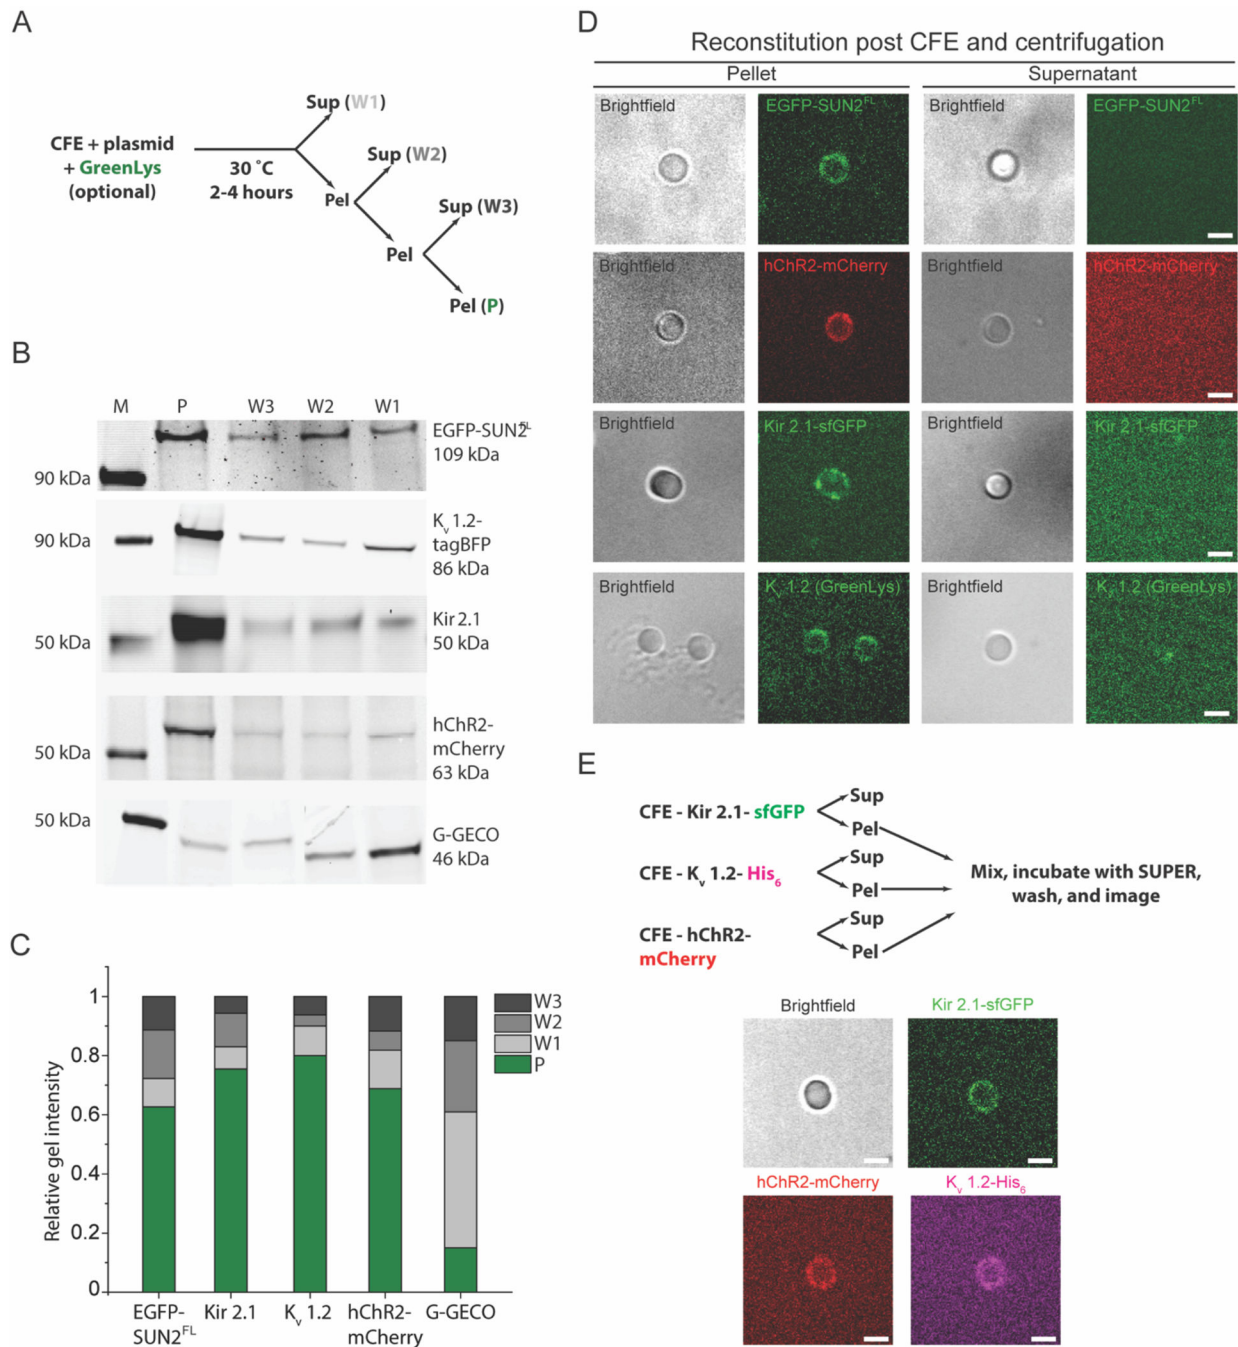 A
Sup (W1)
CFE + plasmid
+ GreenLys
(optional)
30 ˚C
2-4 hours
Sup (W2)
Pel
Sup (W3)
Pel
Pel (P)
B
M P W3 W2 W1
EGFP-SUN2FL
109 kDa
90 kDa
Kv 1.2-
tagBFP
86 kDa
90 kDa
Kir 2.1
50 kDa
50 kDa
hChR2-
mCherry
63 kDa
50 kDa
50 kDa
G-GECO
46 kDa
C
Relative gel intensity
1
0.8
0.6
0.4
0.2
0
W3
W2
W1
P
EGFP-
SUN2FL
Kir 2.1
Kv 1.2
hChR2-
mCherry
G-GECO
D
Reconstitution post CFE and centrifugation
Pellet Supernatant
Brightfield EGFP-SUN2FL Brightfield EGFP-SUN2FL
Brightfield hChR2-mCherry Brightfield hChR2-mCherry
Brightfield Kir 2.1-sfGFP Brightfield Kir 2.1-sfGFP
Brightfield Kv 1.2 (GreenLys) Brightfield Kv 1.2 (GreenLys)
E
CFE - Kir 2.1- sfGFP
Sup
Pel
CFE - Kv 1.2- His6
Sup
Pel
CFE - hChR2-
mCherry
Sup
Pel
Mix, incubate with SUPER,
wash, and image
Brightfield Kir 2.1-sfGFP
hChR2-mCherry Kv 1.2-His6